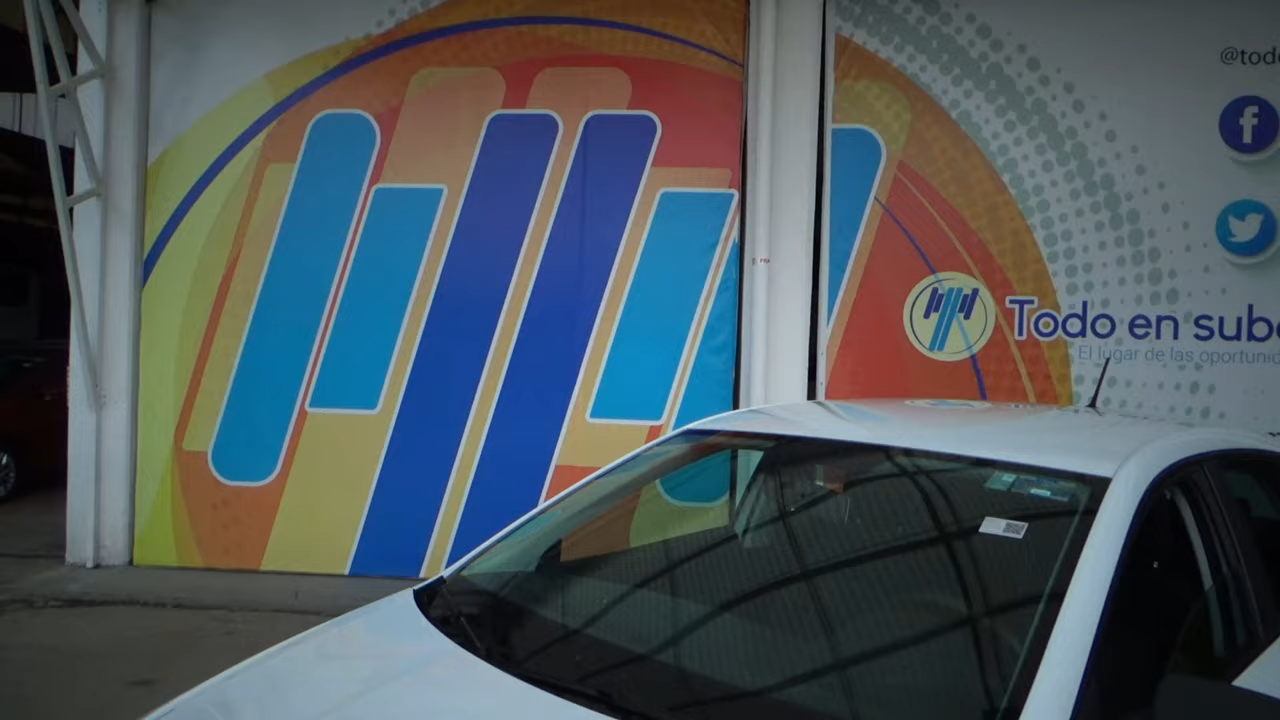 @tod
Todo en sub
El lugar de las oportuni